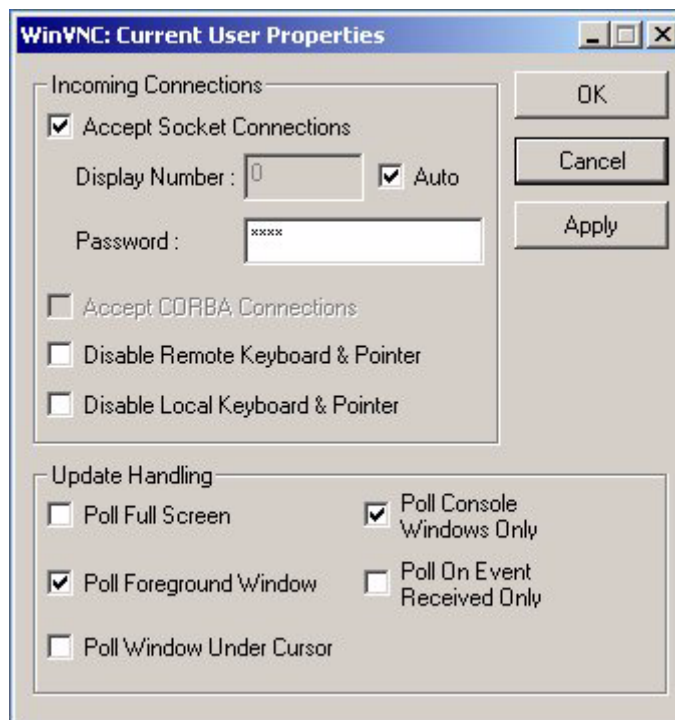 WinVNC: Current User Properties
Incoming Connections
OK
Accept Socket Connections
Display Number : 0
Auto
Cancel
Password : ****
Apply
Accept CORBA Connections
Disable Remote Keyboard & Pointer
Disable Local Keyboard & Pointer
Update Handling
Poll Full Screen
Poll Console
Windows Only
Poll Foreground Window
Poll On Event
Received Only
Poll Window Under Cursor